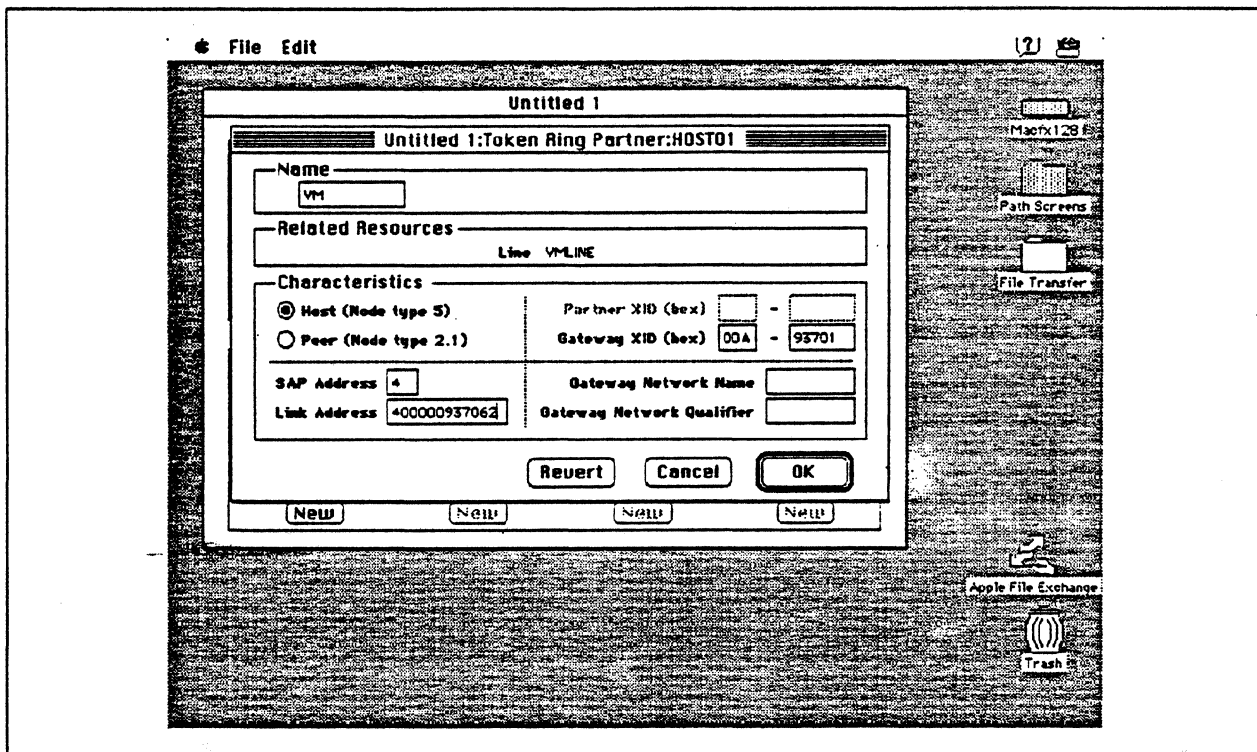 File Edit
Untitled 1
Untitled 1:Token Ring Partner:HOST01
Name
VM
Related Resources
Line VMLINE
Characteristics
Host (Node type 5)
Peer (Node type 2.1)
Partner XID (hex) -
Gateway XID (hex) 00A - 93701
SAP Address 4
Link Address 400000937062
Gateway Network Name
Gateway Network Qualifier
Revert Cancel OK
New New New New
Macfx128
Path Screens
File Transfer
Apple File Exchange
Trash